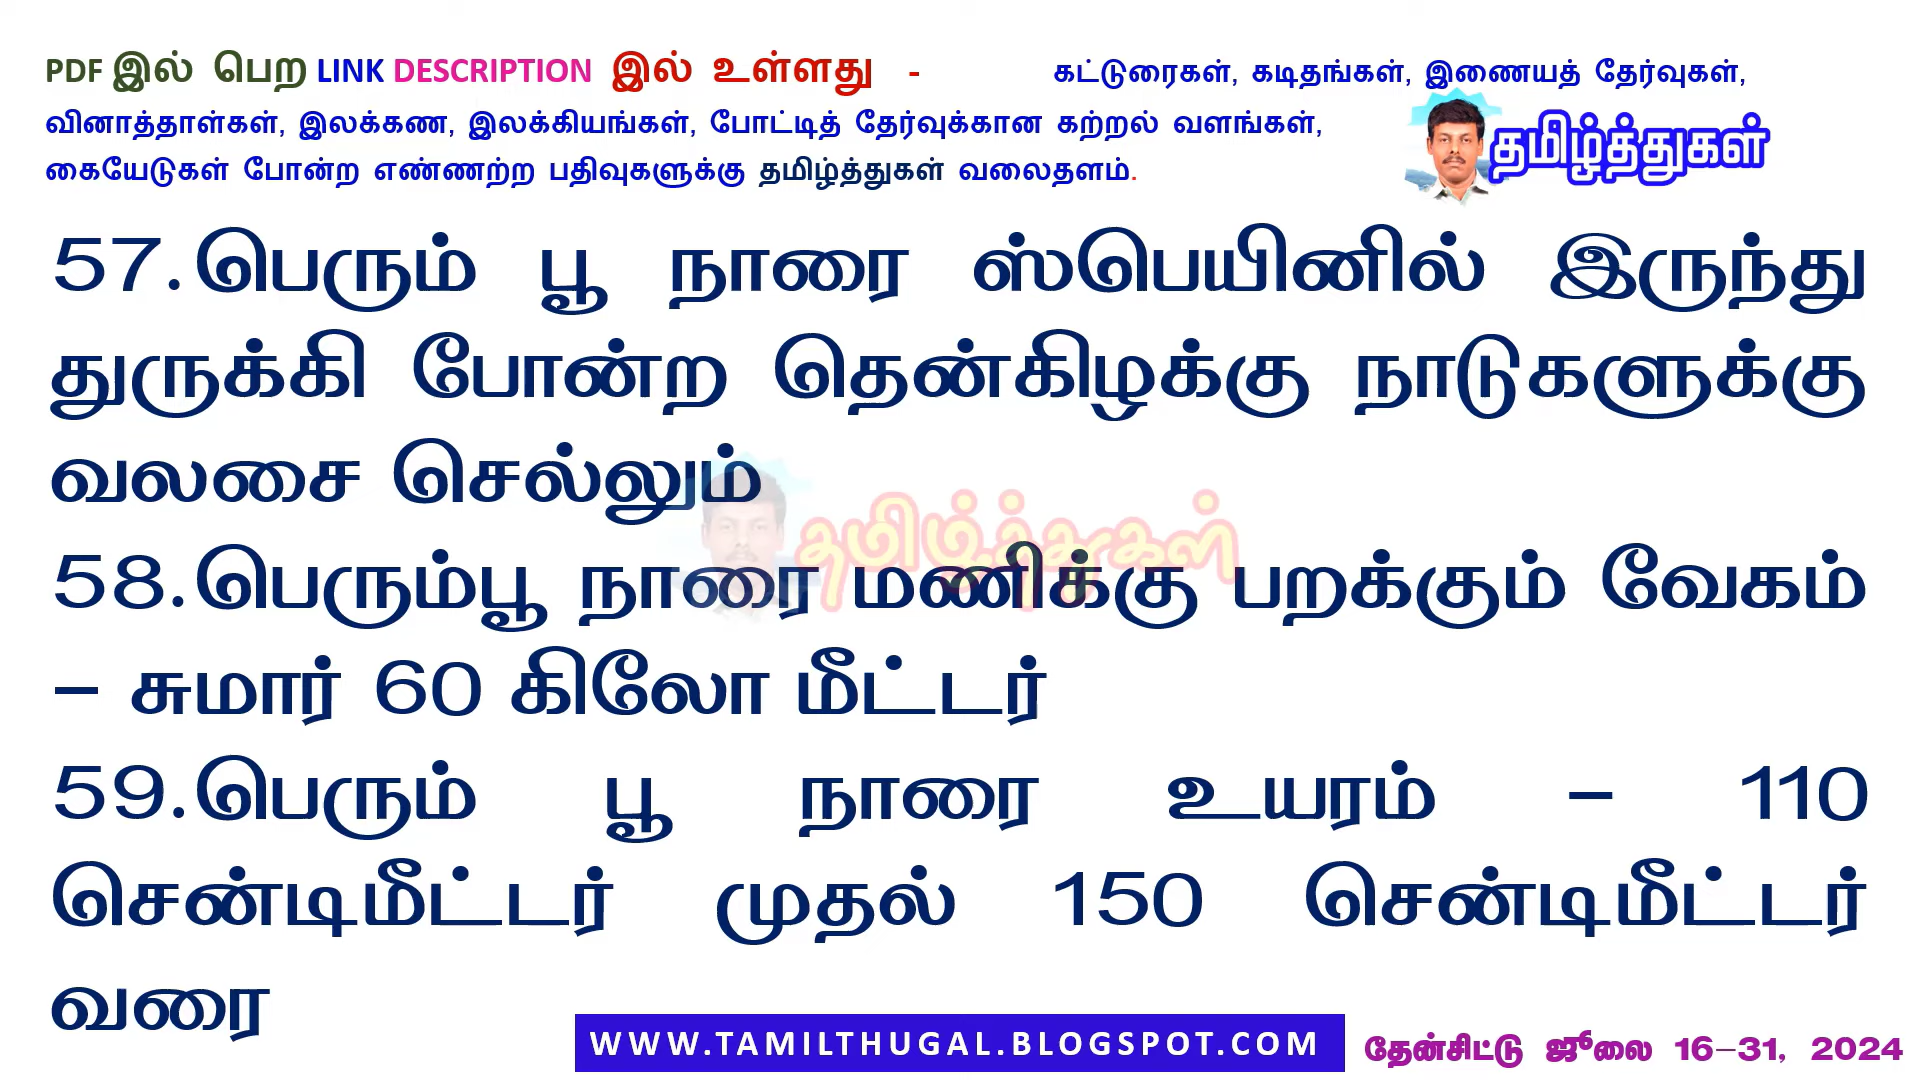 PDF இல் பெற LINK DESCRIPTION இல் உள்ளது - கட்டுரைகள், கடிதங்கள், இணையத் தேர்வுகள்,
வினாத்தாள்கள், இலக்கண, இலக்கியங்கள், போட்டித் தேர்வுக்கான கற்றல் வளங்கள்,
கையேடுகள் போன்ற எண்ணற்ற பதிவுகளுக்கு தமிழ்த்துகள் வலைதளம்.
தமிழ்த்துகள்
57.பெரும் பூ நாரை ஸ்பெயினில் இருந்து
துருக்கி போன்ற தென்கிழக்கு நாடுகளுக்கு
வலசை செல்லும்
தமிழ்த்துகள்
58.பெரும்பூ நாரை மணிக்கு பறக்கும் வேகம்
– சுமார் 60 கிலோ மீட்டர்
59.பெரும் பூ நாரை உயரம் – 110
செண்டிமீட்டர் முதல் 150 செண்டிமீட்டர்
வரை
WWW.TAMILTHUGAL.BLOGSPOT.COM
தேன்சிட்டு ஜூலை 16–31, 2024